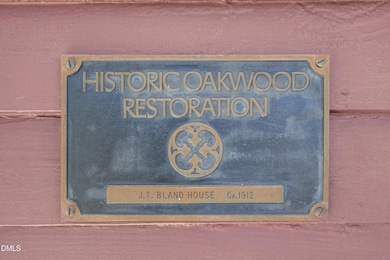 HISTORIC OAKWOOD
RESTORATION
J.T. BLAND HOUSE Ca.1912
DMLS